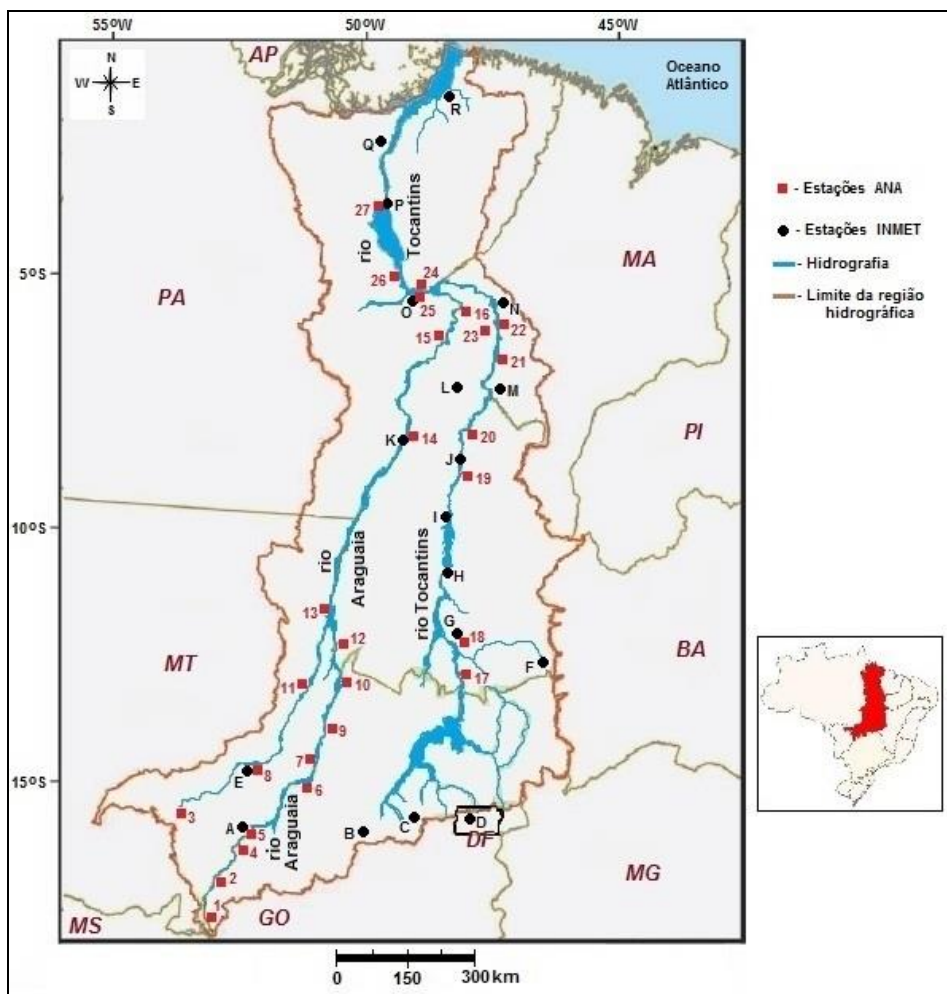 55ºW 50ºW 45ºW
AP
Oceano
Atlântico
N
W E
S
R
Q
P
27
rio
Tocantins
5ºS
PA
MA
26
24
O
25
16
N
15
23
22
21
L
M
K
14
20
PI
J
19
10ºS
I
rio
Araguaia
H
rio Tocantins
13
G
18
12
F
MT
BA
11
10
17
9
7
E
8
6
15ºS
3
A
5
rio
Araguaia
4
B
C
D
DF
2
1
MS
GO
MG
0 150 300 km
- Estações ANA
- Estações INMET
- Hidrografia
- Limite da região
hidrográfica